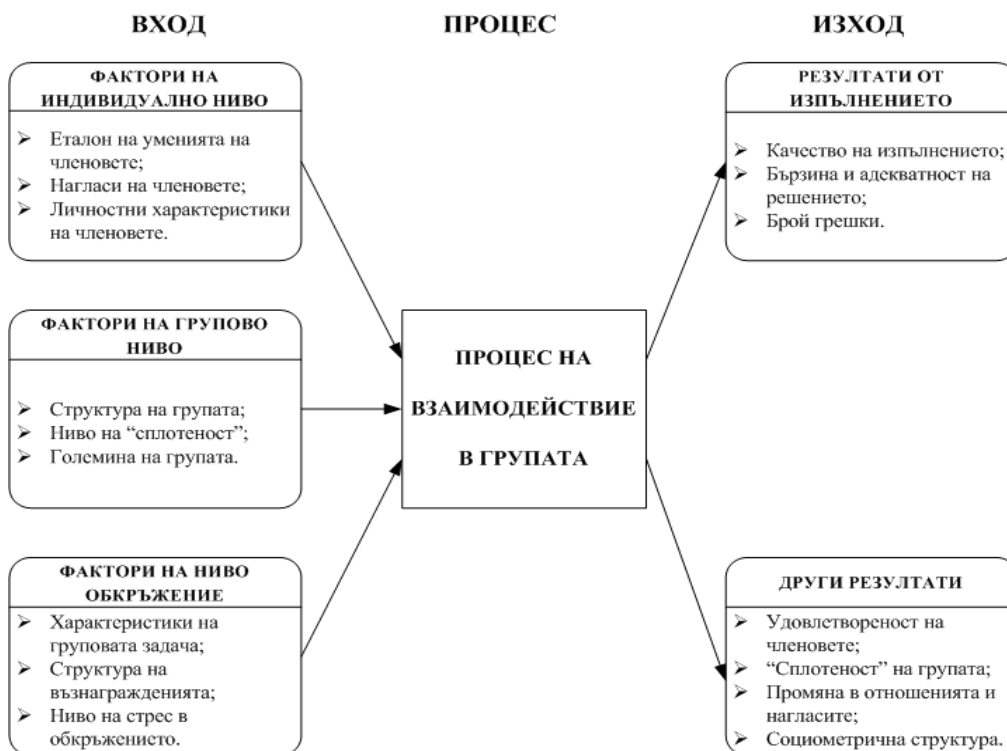 ВХОД
ПРОЦЕС
ИЗХОД
ФАКТОРИ НА
ИНДИВИДУАЛНО НИВО
➢ Еталон на уменията на
членовете;
➢ Нагласи на членовете;
➢ Личностни характеристики
на членовете.
ФАКТОРИ НА ГРУПОВО
НИВО
➢ Структура на групата;
➢ Ниво на “сплотеност”;
➢ Големина на групата.
ФАКТОРИ НА НИВО
ОБКРЪЖЕНИЕ
➢ Характеристики на
груповата задача;
➢ Структура на
възнагражденията;
➢ Ниво на стрес в
обкръжението.
ПРОЦЕС НА
ВЗАИМОДЕЙСТВИЕ
В ГРУПАТА
РЕЗУЛТАТИ ОТ
ИЗПЪЛНЕНИЕТО
➢ Качество на изпълнението;
➢ Бързина и адекватност на
решението;
➢ Брой грешки.
ДРУГИ РЕЗУЛТАТИ
➢ Удовлетвореност на
членовете;
➢ “Сплотеност” на групата;
➢ Промяна в отношенията и
нагласите;
➢ Социометрична структура.